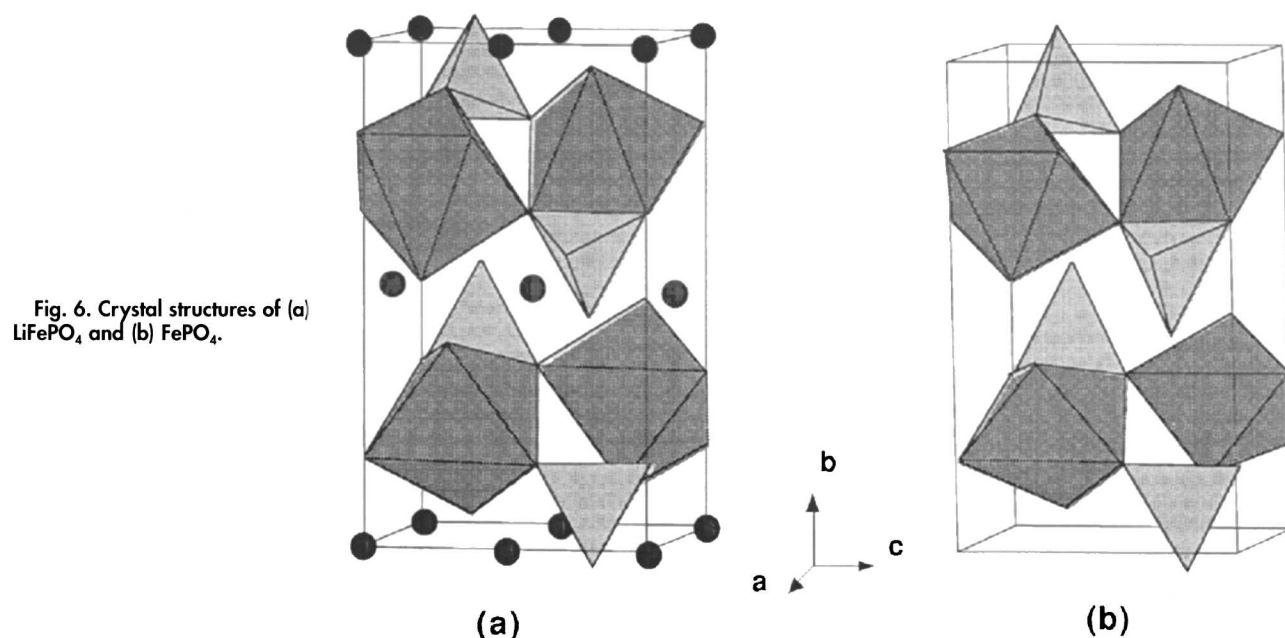 Fig. 6. Crystal structures of (a)
LiFePO₄ and (b) FePO₄.
b
c
a
(a)
(b)